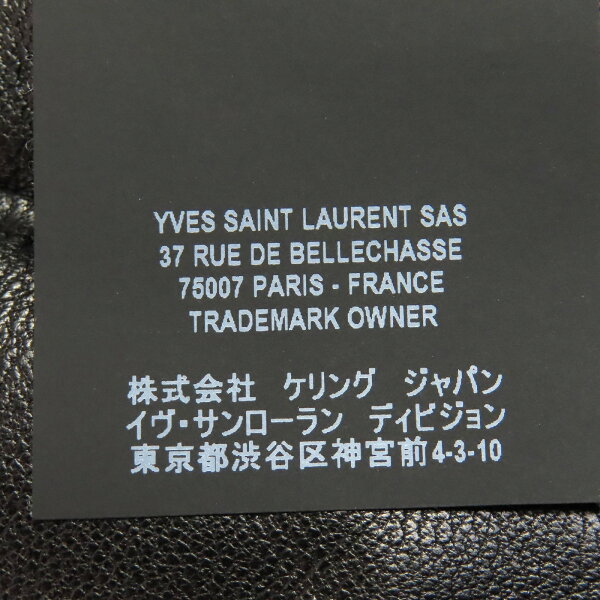 YVES SAINT LAURENT SAS
37 RUE DE BELLECHASSE
75007 PARIS - FRANCE
TRADEMARK OWNER
株式会社 ケリング ジャパン
イヴ・サンローラン ディビジョン
東京都渋谷区神宮前4-3-10